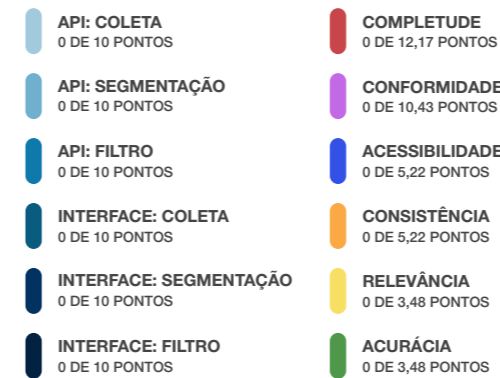 API: COLETA
0 DE 10 PONTOS
API: SEGMENTAÇÃO
0 DE 10 PONTOS
API: FILTRO
0 DE 10 PONTOS
INTERFACE: COLETA
0 DE 10 PONTOS
INTERFACE: SEGMENTAÇÃO
0 DE 10 PONTOS
INTERFACE: FILTRO
0 DE 10 PONTOS
COMPLETUDE
0 DE 12,17 PONTOS
CONFORMIDADE
0 DE 10,43 PONTOS
ACESSIBILIDADE
0 DE 5,22 PONTOS
CONSISTÊNCIA
0 DE 5,22 PONTOS
RELEVÂNCIA
0 DE 3,48 PONTOS
ACURÁCIA
0 DE 3,48 PONTOS